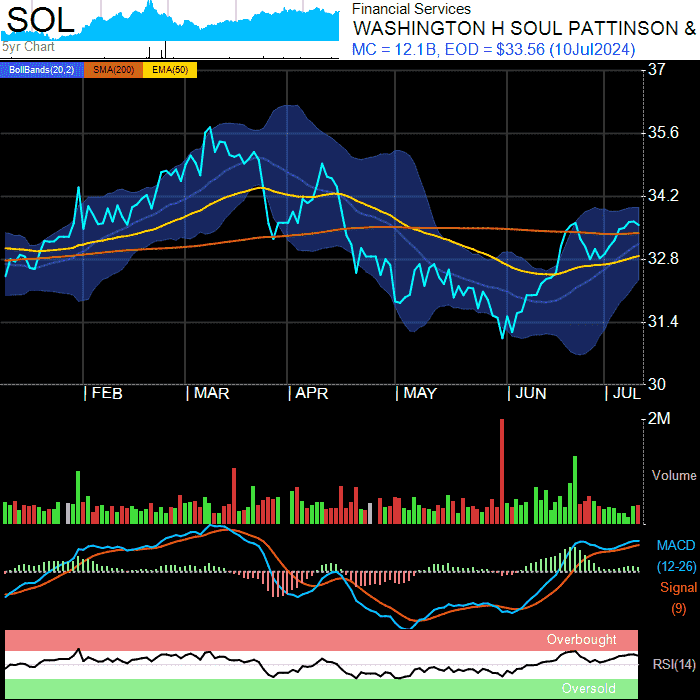 SOL
5yr Chart
Financial Services
WASHINGTON H SOUL PATTINSON &
MC = 12.1B, EOD = $33.56 (10Jul2024)
BollBands(20,2) SMA(200) EMA(50)
37
35.6
34.2
32.8
31.4
30
| FEB | MAR | APR | MAY | JUN | JUL
2M
Volume
MACD
(12-26)
Signal
(9)
Overbought
RSI(14)
Oversold